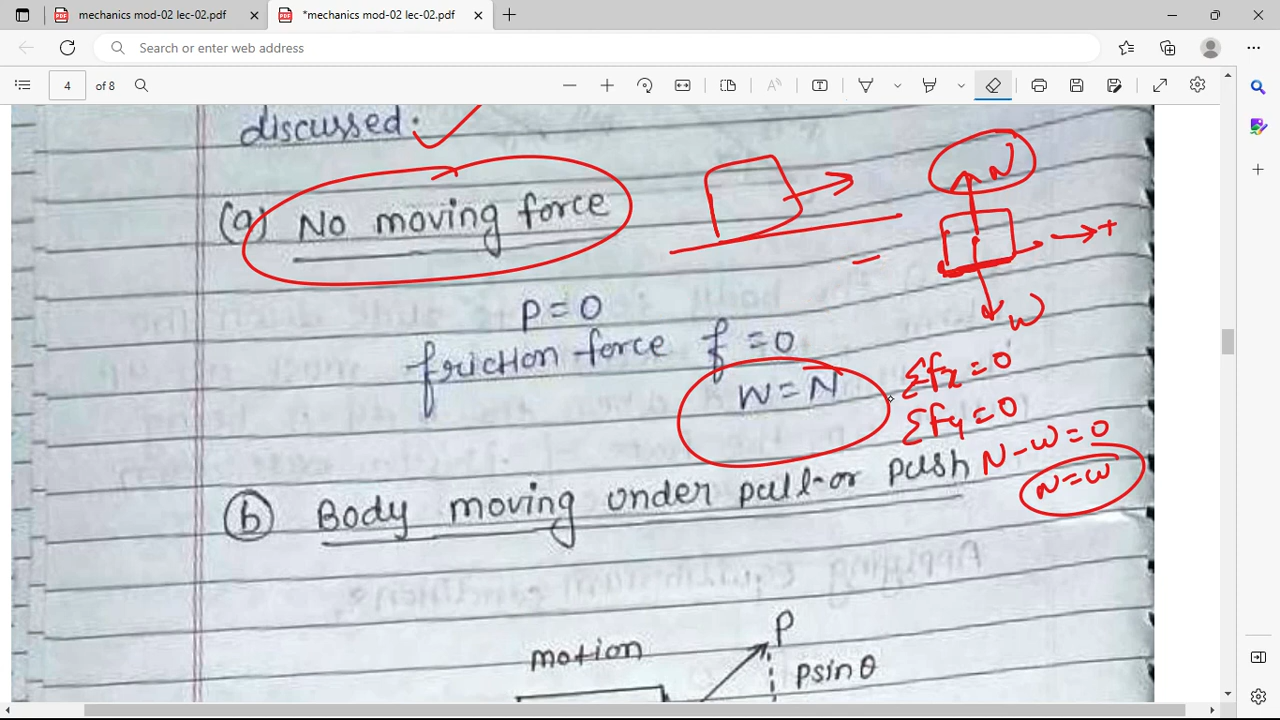 mechanics mod-02 lec-02.pdf
*mechanics mod-02 lec-02.pdf
Search or enter web address
4 of 8
discussed.
(a) No moving force
N
+
-
W
P=0
friction force f=0
W=N
Σfx=0
Σfy=0
N-W=0
N=W
(b) Body moving under pull or push
motion
P
psinθ